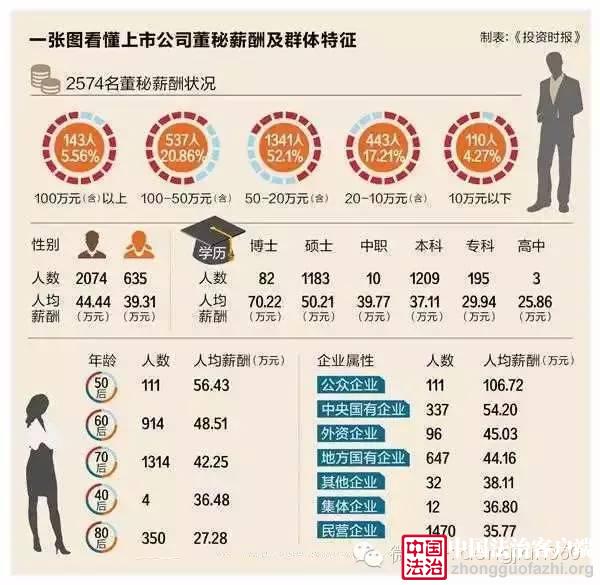 一张图看懂上市公司董秘薪酬及群体特征
制表：《投资时报》
2574名董秘薪酬状况
143人 537人 1341人 443人 110人
5.56% 20.86% 52.1% 17.21% 4.27%
100万元(含)以上 100-50万元(含) 50-20万元(含) 20-10万元(含) 10万元以下
性别 学历 博士 硕士 中职 本科 专科 高中
人数 2074 635 人数 82 1183 10 1209 195 3
人均 44.44 39.31 人均 70.22 50.21 39.77 37.11 29.94 25.86
薪酬 (万元) (万元) 薪酬 (万元) (万元) (万元) (万元) (万元) (万元)
年龄 人数 人均薪酬(万元) 企业属性 人数 人均薪酬(万元)
50后 111 56.43 公众企业 111 106.72
中央国有企业 337 54.20
60后 914 48.51 外资企业 96 45.03
70后 1314 42.25 地方国有企业 647 44.16
其他企业 32 38.11
40后 4 36.48 集体企业 12 36.80
80后 350 27.28 民营企业 1470 35.77
中国法治
中国法治客户端
zhongguofazhi.org